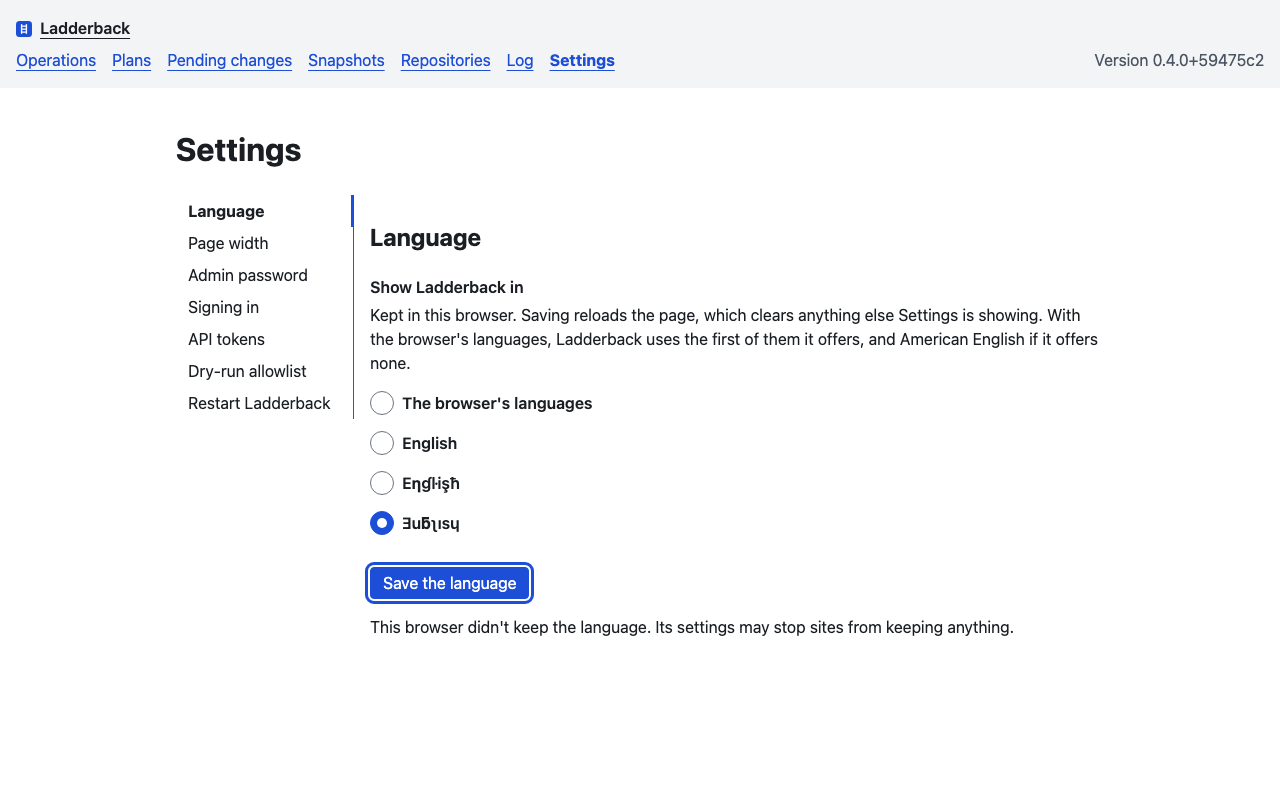 Ladderback
Operations Plans Pending changes Snapshots Repositories Log Settings Version 0.4.0+59475c2
Settings
Language
Page width
Admin password
Signing in
API tokens
Dry-run allowlist
Restart Ladderback
Language
Show Ladderback in
Kept in this browser. Saving reloads the page, which clears anything else Settings is showing. With
the browser's languages, Ladderback uses the first of them it offers, and American English if it offers
none.
The browser's languages
English
Eƞɠŀişħ
Ǝuƃʅısɥ
Save the language
This browser didn't keep the language. Its settings may stop sites from keeping anything.